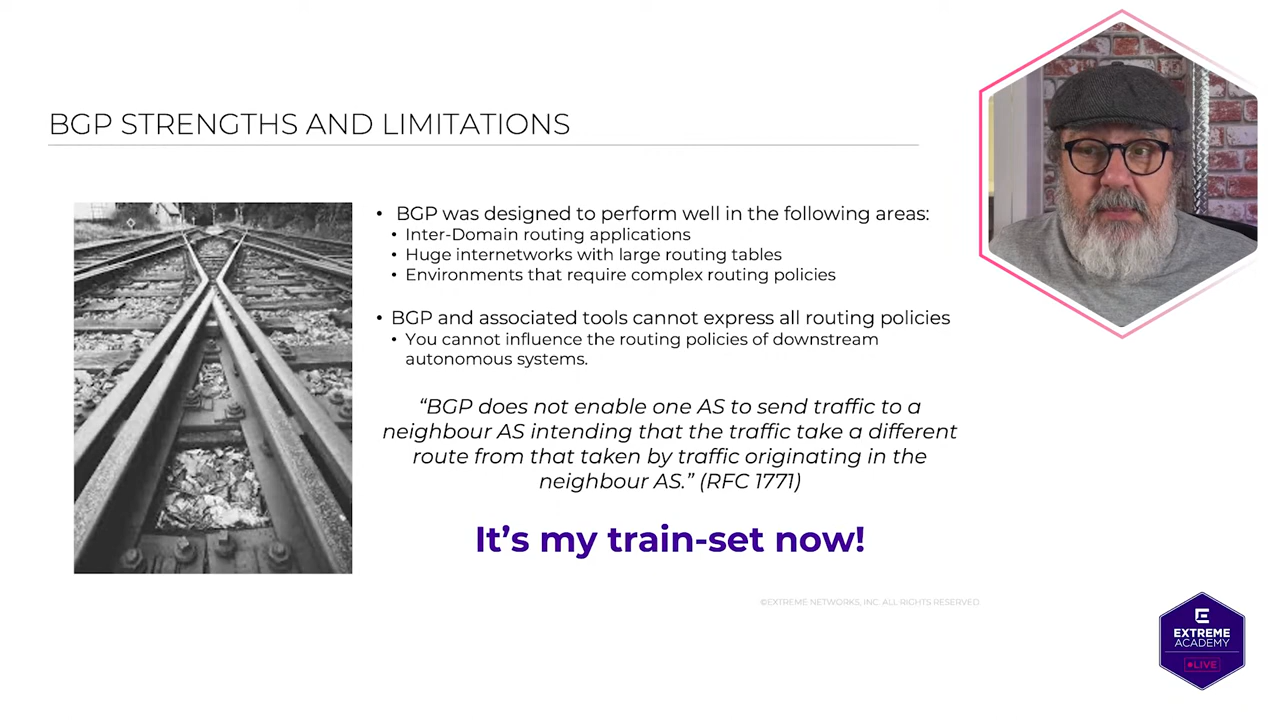 BGP STRENGTHS AND LIMITATIONS
• BGP was designed to perform well in the following areas:
• Inter-Domain routing applications
• Huge internetworks with large routing tables
• Environments that require complex routing policies
• BGP and associated tools cannot express all routing policies
• You cannot influence the routing policies of downstream
autonomous systems.
“BGP does not enable one AS to send traffic to a
neighbour AS intending that the traffic take a different
route from that taken by traffic originating in the
neighbour AS.” (RFC 1771)
It’s my train-set now!
©EXTREME NETWORKS, INC. ALL RIGHTS RESERVED
EXTREME
ACADEMY
LIVE